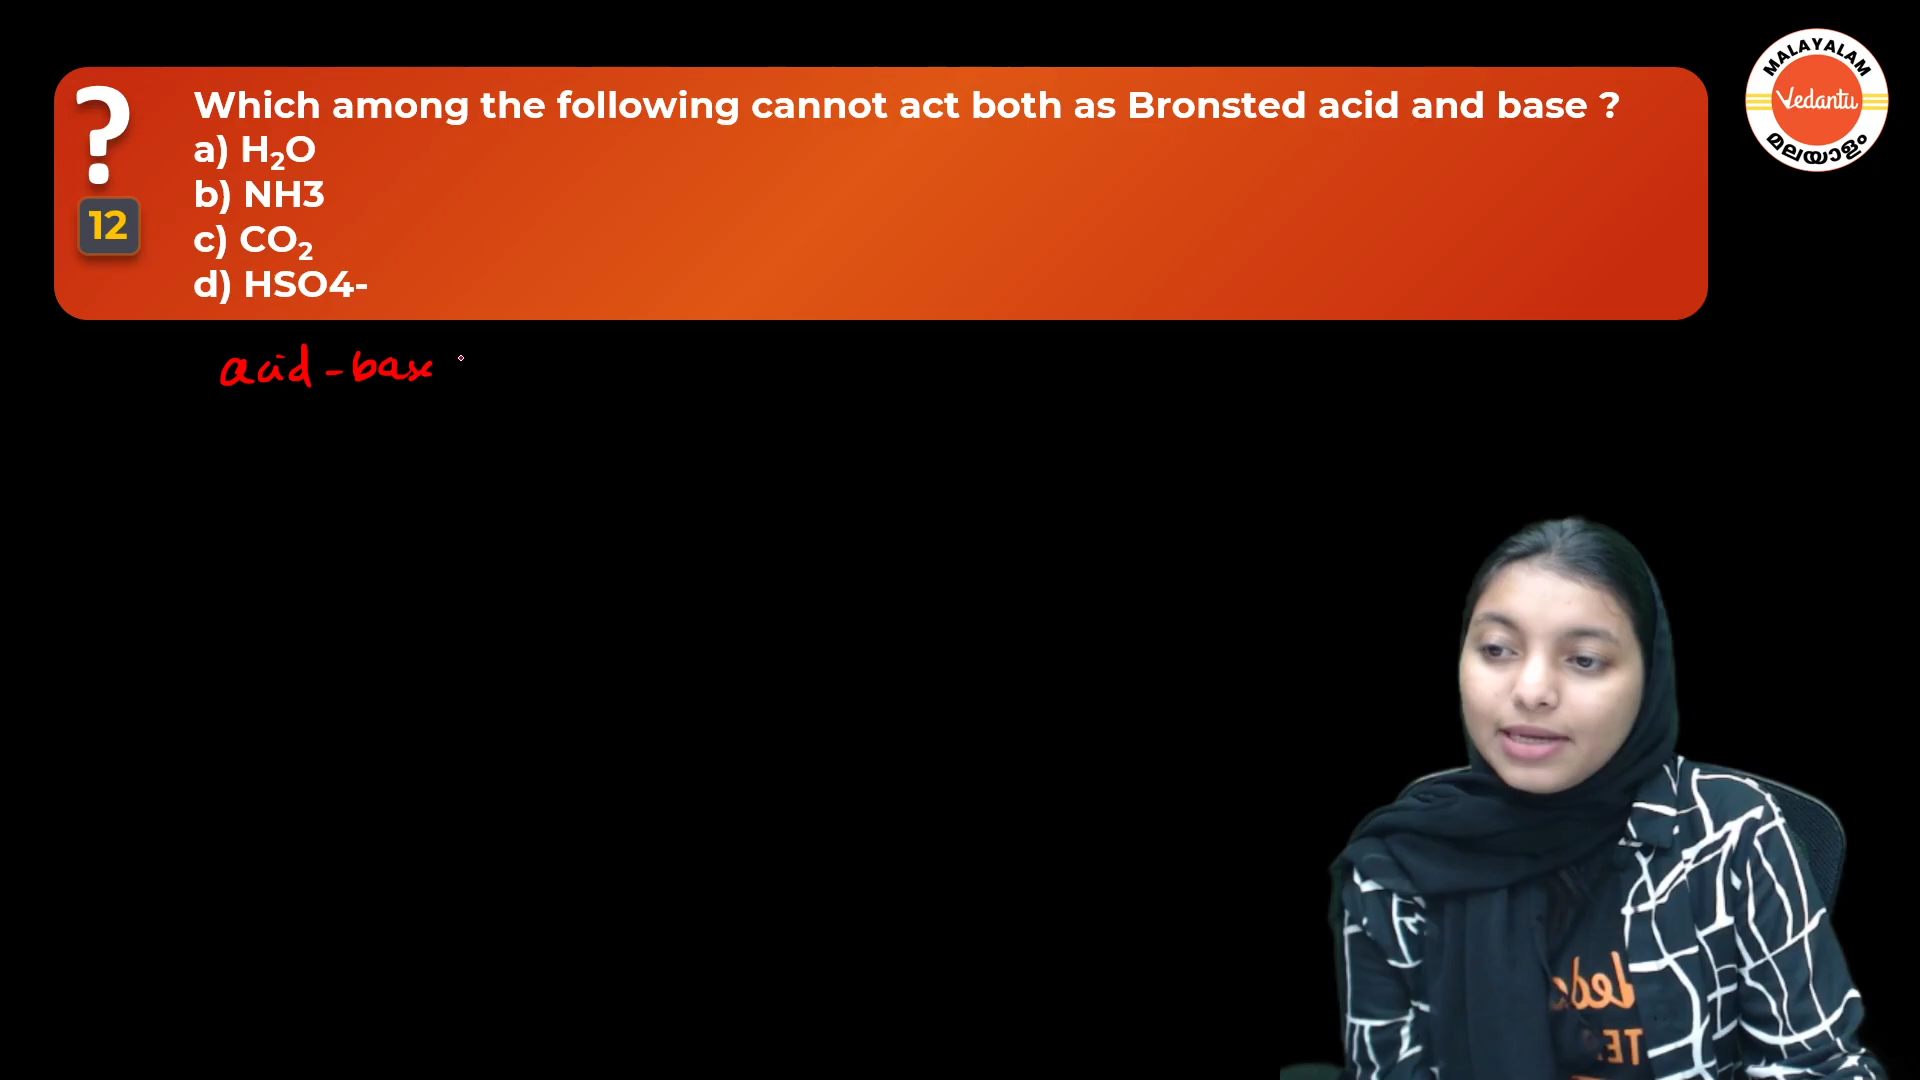 ?
Which among the following cannot act both as Bronsted acid and base ?
a) H₂O
b) NH3
12
c) CO₂
d) HSO4-
MALAYALAM
Vedantu
മലയാളം
acid-base